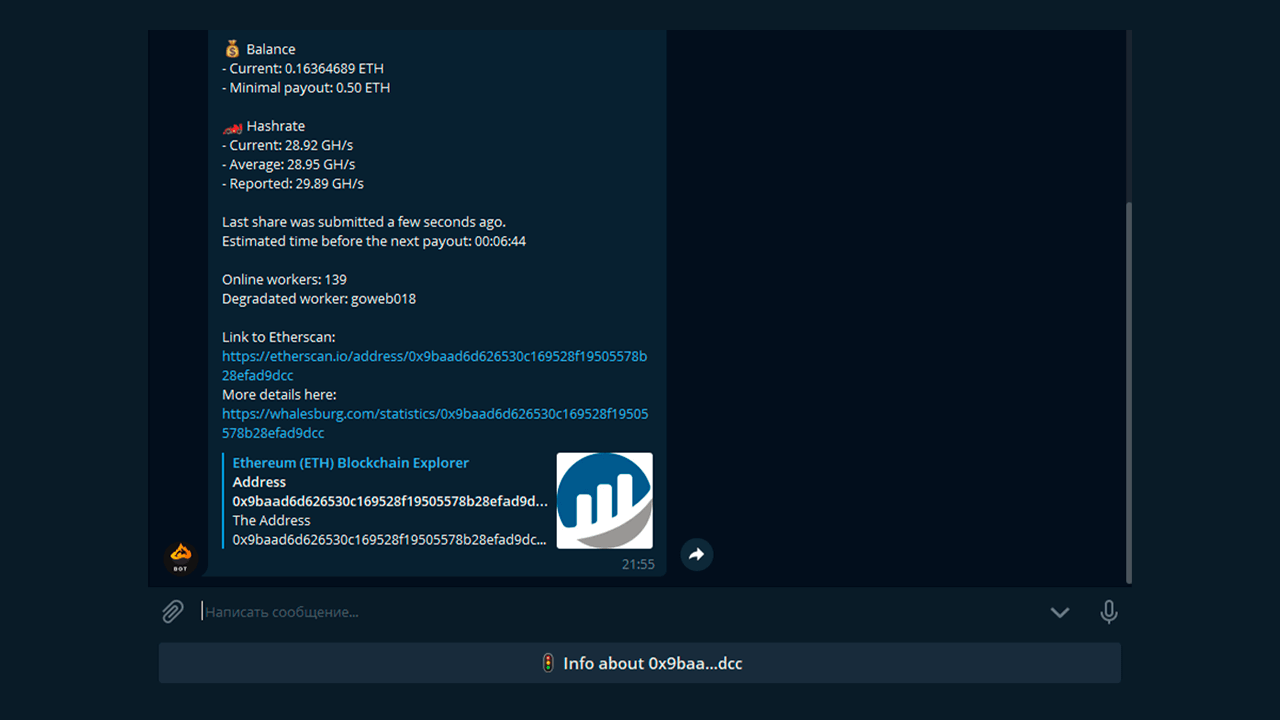 Balance
- Current: 0.16364689 ETH
- Minimal payout: 0.50 ETH
Hashrate
- Current: 28.92 GH/s
- Average: 28.95 GH/s
- Reported: 29.89 GH/s
Last share was submitted a few seconds ago.
Estimated time before the next payout: 00:06:44
Online workers: 139
Degradated worker: goweb018
Link to Etherscan:
https://etherscan.io/address/0x9baad6d626530c169528f19505578b
28efad9dcc
More details here:
https://whalesburg.com/statistics/0x9baad6d626530c169528f19505
578b28efad9dcc
Ethereum (ETH) Blockchain Explorer
Address
0x9baad6d626530c169528f19505578b28efad9d...
The Address
0x9baad6d626530c169528f19505578b28efad9dc...
BOT
21:55
Написать сообщение...
Info about 0x9baa...dcc